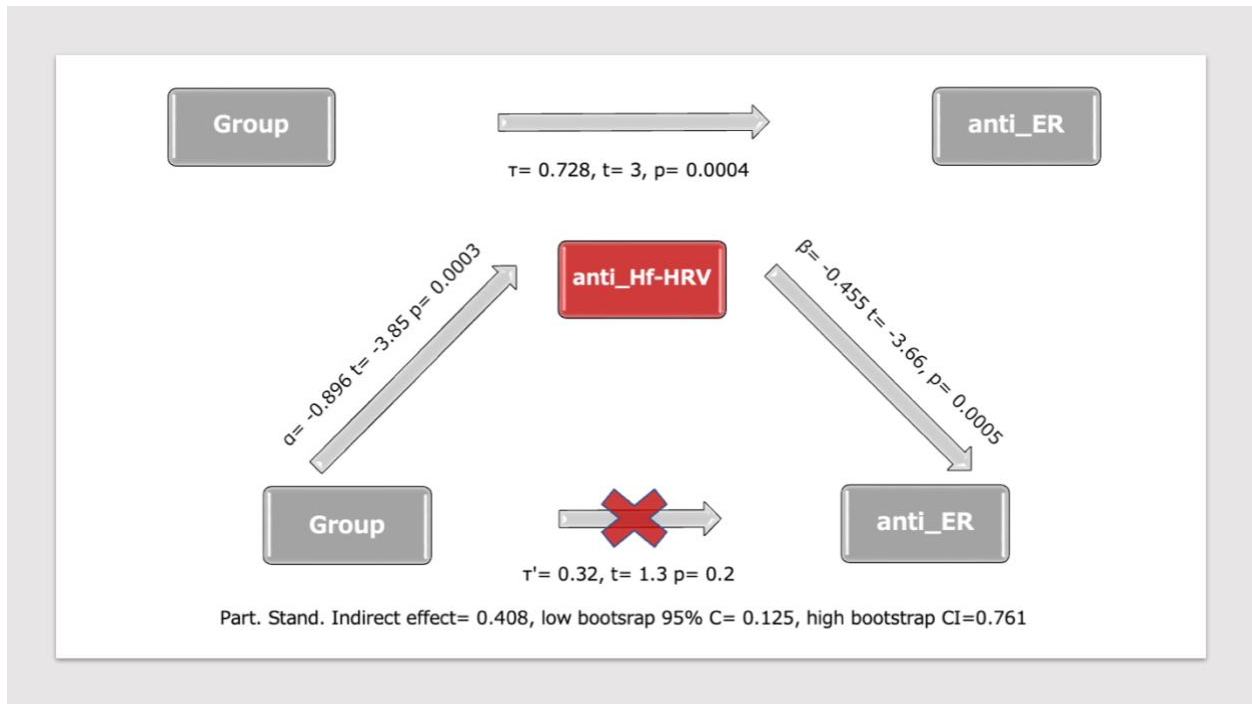 Group
anti_ER
τ= 0.728, t= 3, p= 0.0004
anti_Hf-HRV
α= -0.896 t= -3.85 p= 0.0003
β= -0.455 t= -3.66, p= 0.0005
Group
anti_ER
τ'= 0.32, t= 1.3 p= 0.2
Part. Stand. Indirect effect= 0.408, low bootsrap 95% C= 0.125, high bootstrap CI=0.761